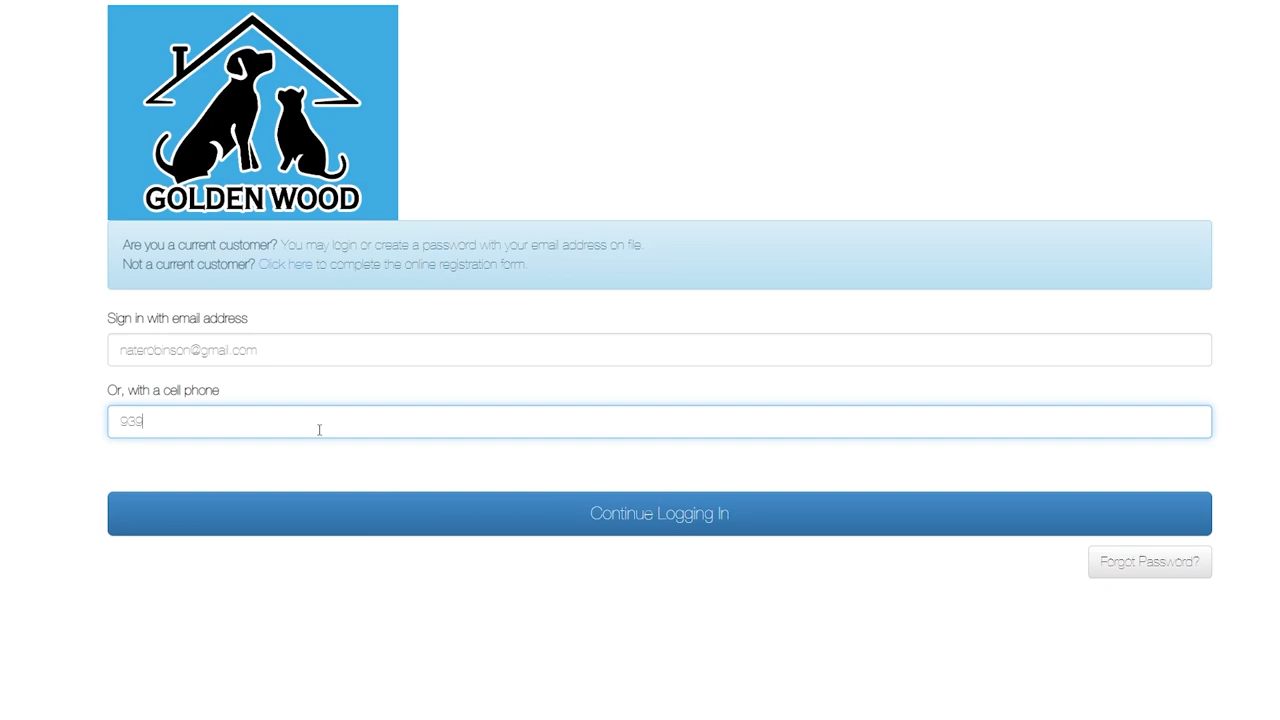 GOLDEN WOOD
Are you a current customer? You may login or create a password with your email address on file.
Not a current customer? Click here to complete the online registration form.
Sign in with email address
naterobinson@gmail.com
Or, with a cell phone
939
Continue Logging In
Forgot Password?